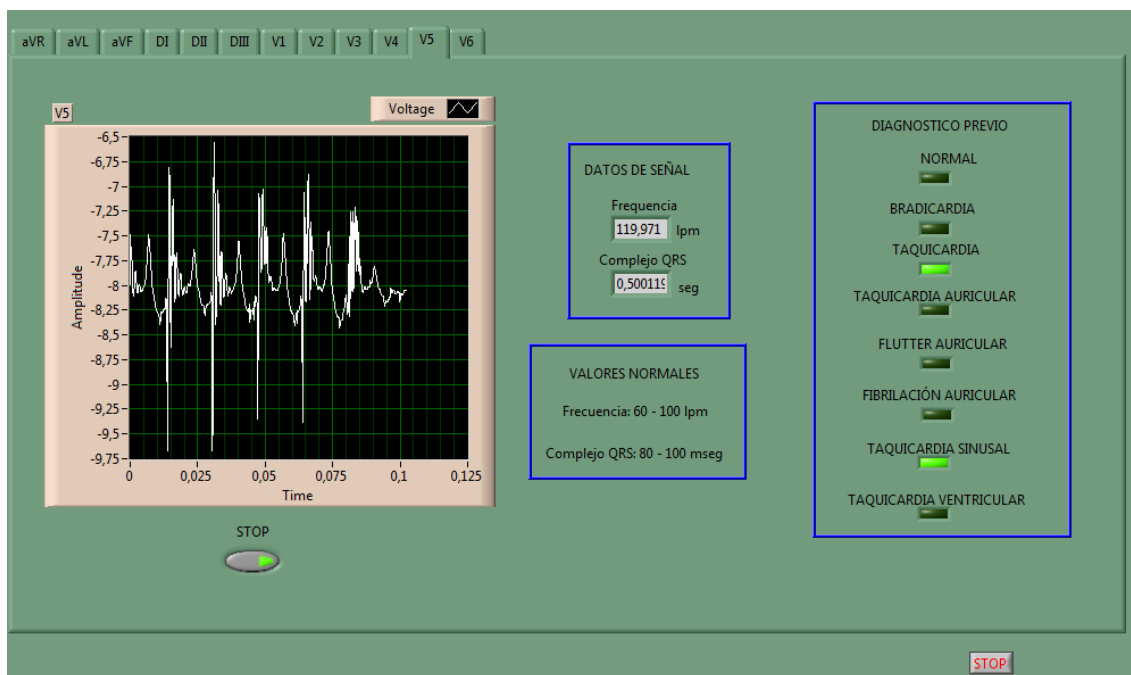 aVR aVL aVF DI DII DIII V1 V2 V3 V4 V5 V6
V5
Voltage
-6,5
-6,75
-7
-7,25
-7,5
-7,75
-8
-8,25
-8,5
-8,75
-9
-9,25
-9,5
-9,75
Amplitude
0 0,025 0,05 0,075 0,1 0,125
Time
STOP
DATOS DE SEÑAL
Frequencia
119,971 lpm
Complejo QRS
0,500119 seg
VALORES NORMALES
Frecuencia: 60 - 100 lpm
Complejo QRS: 80 - 100 mseg
DIAGNOSTICO PREVIO
NORMAL
BRADICARDIA
TAQUICARDIA
TAQUICARDIA AURICULAR
FLUTTER AURICULAR
FIBRILACIÓN AURICULAR
TAQUICARDIA SINUSAL
TAQUICARDIA VENTRICULAR
STOP